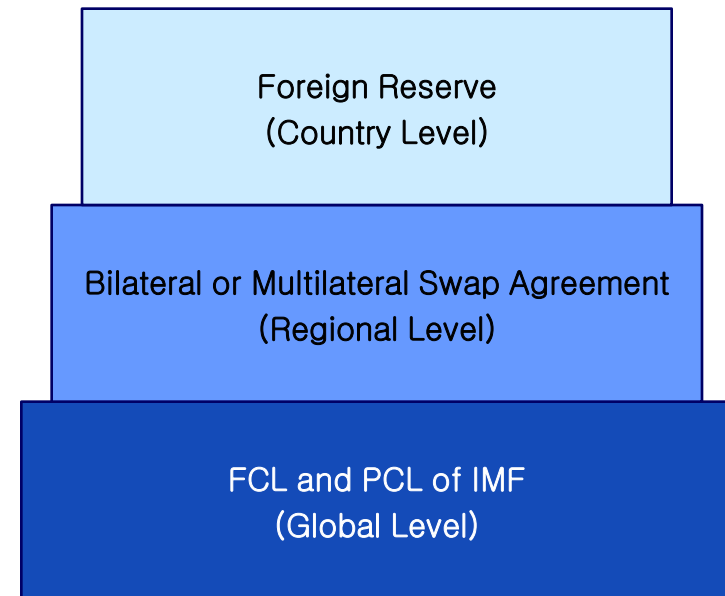 Foreign Reserve
(Country Level)
Bilateral or Multilateral Swap Agreement
(Regional Level)
FCL and PCL of IMF
(Global Level)